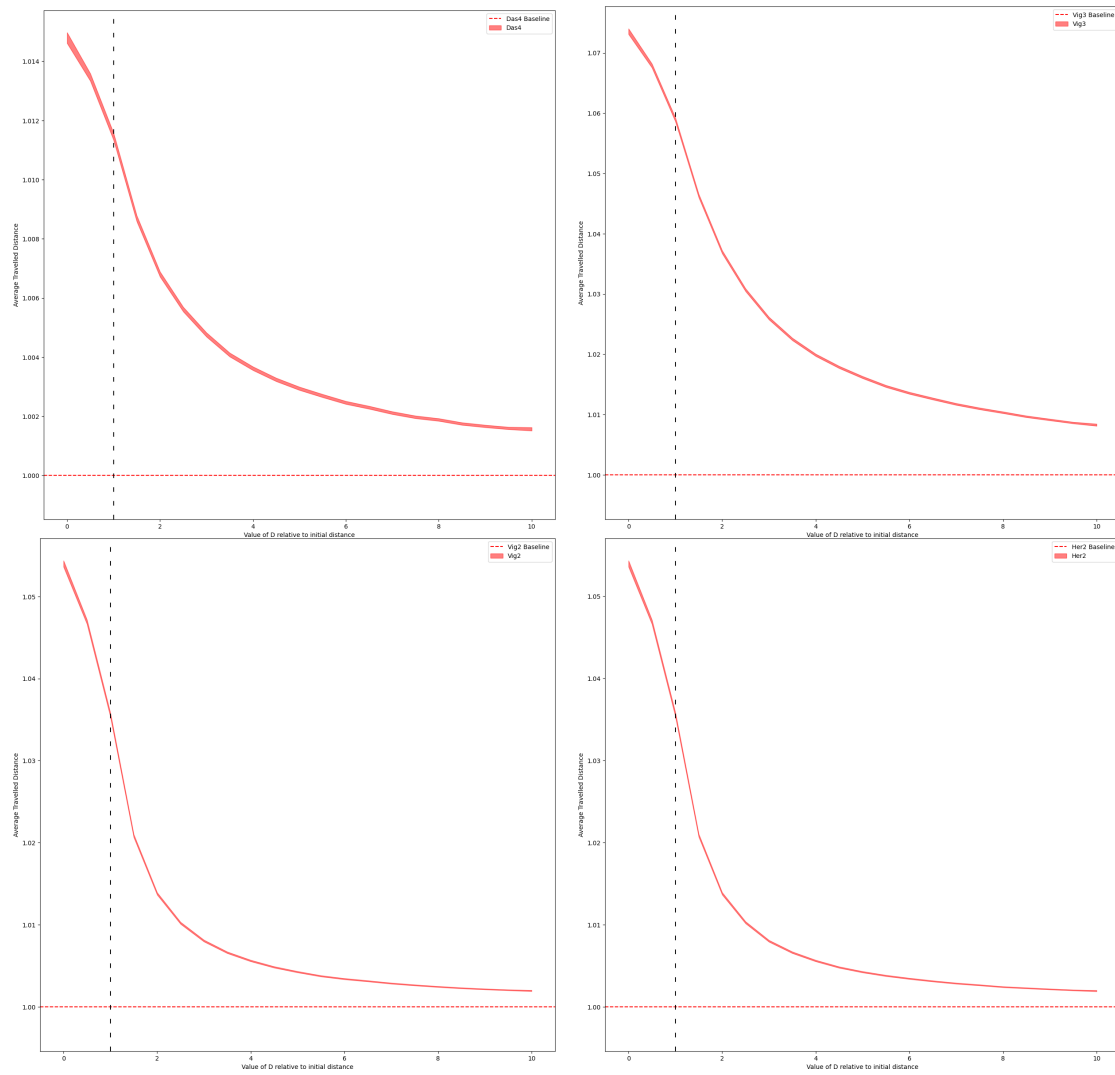 Das4 Baseline
Das4
1.014
1.012
1.010
1.008
1.006
1.004
1.002
1.000
Average Travelled Distance
0 2 4 6 8 10
Value of D relative to initial distance
Vig3 Baseline
Vig3
1.07
1.06
1.05
1.04
1.03
1.02
1.01
1.00
Average Travelled Distance
0 2 4 6 8 10
Value of D relative to initial distance
Vig2 Baseline
Vig2
1.05
1.04
1.03
1.02
1.01
1.00
Average Travelled Distance
0 2 4 6 8 10
Value of D relative to initial distance
Her2 Baseline
Her2
1.05
1.04
1.03
1.02
1.01
1.00
Average Travelled Distance
0 2 4 6 8 10
Value of D relative to initial distance